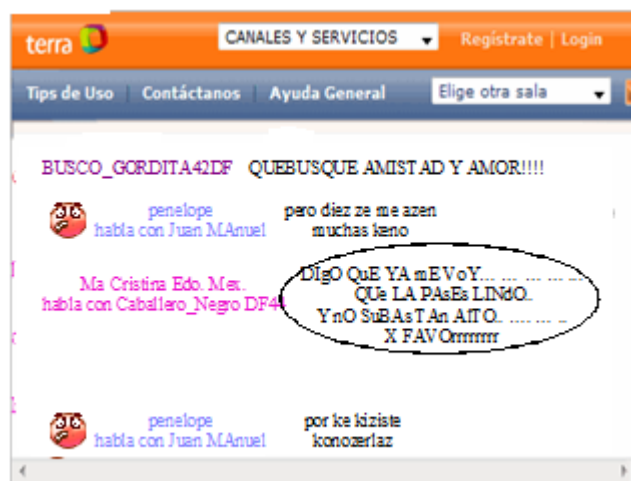 terra CANALES Y SERVICIOS Regístrate | Login
Tips de Uso | Contáctanos | Ayuda General Elige otra sala
BUSCO_GORDITA42DF QUEBUSQUE AMISTAD Y AMOR!!!!
penelope
habla con Juan MAnuel
pero diez ze me azen
muchas keno
Ma Cristina Edo. Mex.
habla con Caballero_Negro DF44
DIgO QuE YA mEVoY... ... ... ... ...
QUe LA PAsEs LINdO..
YnO SuBAsTAn AlTO.. ... ... ... ..
X FAVOrrrrrrrr
penelope
habla con Juan MAnuel
por ke kiziste
konozerlaz